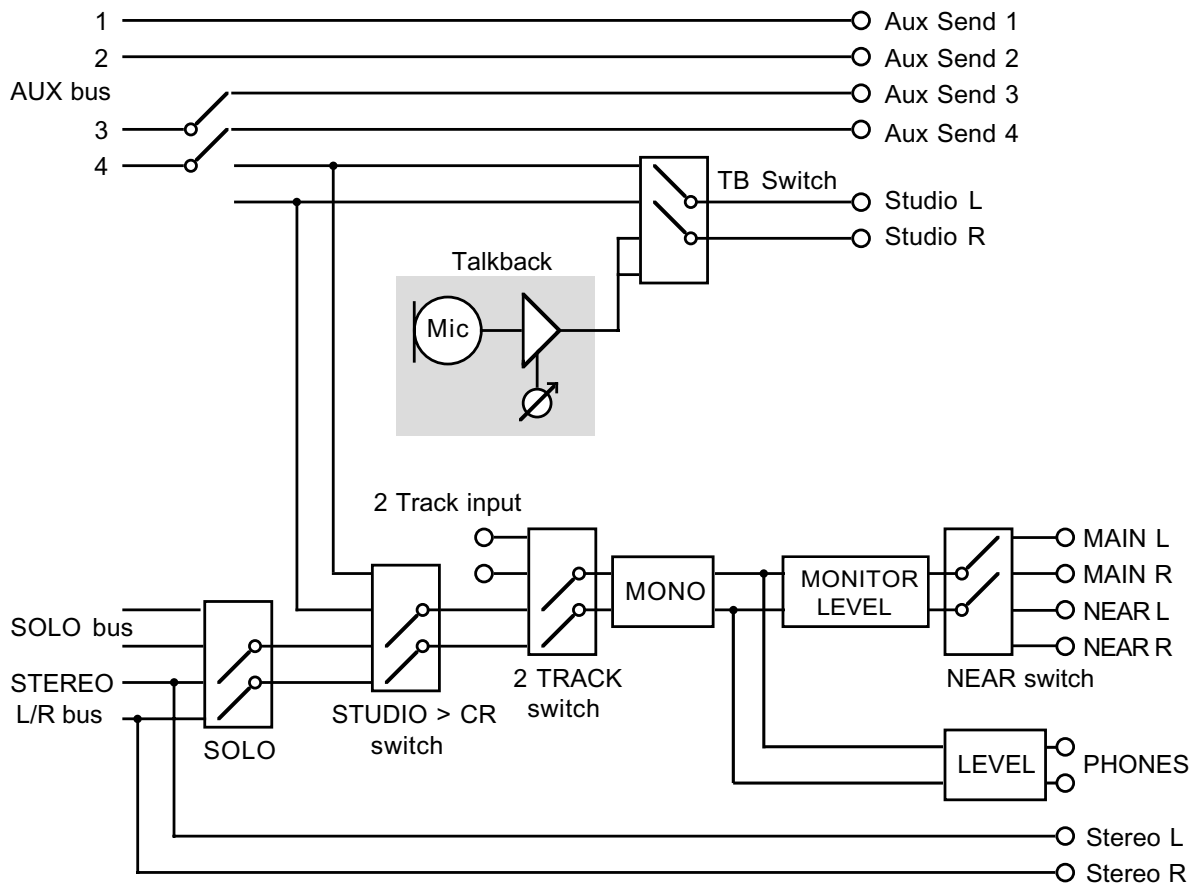 1
Aux Send 1
2
Aux Send 2
AUX bus
Aux Send 3
3
Aux Send 4
4
TB Switch
Studio L
Studio R
Talkback
Mic
2 Track input
MAIN L
MONO
MONITOR
LEVEL
MAIN R
NEAR L
NEAR R
SOLO bus
STEREO
L/R bus
SOLO
STUDIO > CR
switch
2 TRACK
switch
NEAR switch
LEVEL
PHONES
Stereo L
Stereo R